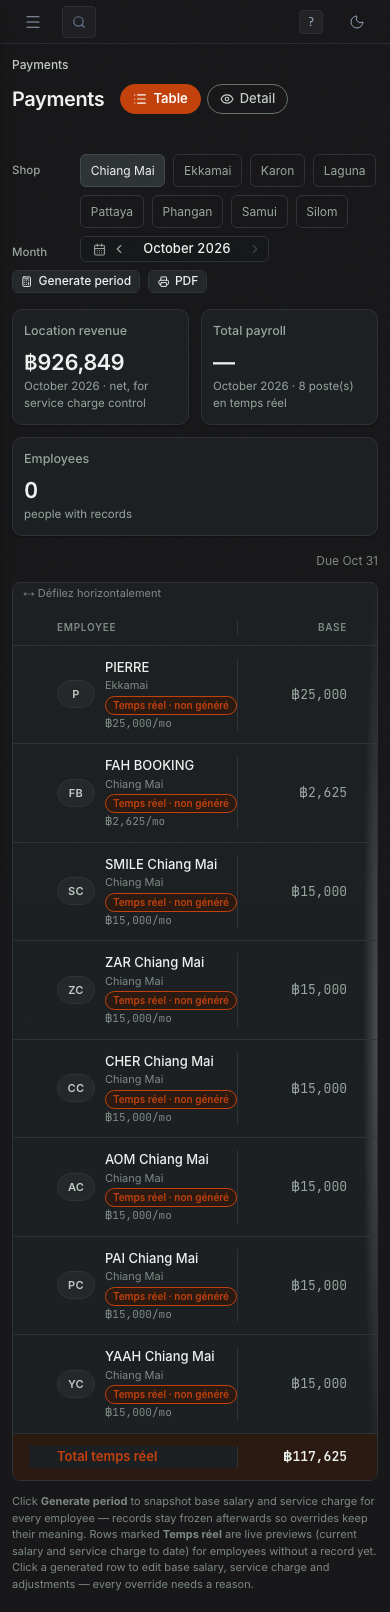 ?
Payments
Payments
Table
Detail
Shop
Chiang Mai
Ekkamai
Karon
Laguna
Pattaya
Phangan
Samui
Silom
Month
October 2026
Generate period
PDF
Location revenue
฿926,849
October 2026 · net, for
service charge control
Total payroll
—
October 2026 · 8 poste(s)
en temps réel
Employees
0
people with records
Due Oct 31
↔ Défilez horizontalement
EMPLOYEE
BASE
P
PIERRE
Ekkamai
Temps réel · non généré
฿25,000/mo
฿25,000
FB
FAH BOOKING
Chiang Mai
Temps réel · non généré
฿2,625/mo
฿2,625
SC
SMILE Chiang Mai
Chiang Mai
Temps réel · non généré
฿15,000/mo
฿15,000
ZC
ZAR Chiang Mai
Chiang Mai
Temps réel · non généré
฿15,000/mo
฿15,000
CC
CHER Chiang Mai
Chiang Mai
Temps réel · non généré
฿15,000/mo
฿15,000
AC
AOM Chiang Mai
Chiang Mai
Temps réel · non généré
฿15,000/mo
฿15,000
PC
PAI Chiang Mai
Chiang Mai
Temps réel · non généré
฿15,000/mo
฿15,000
YC
YAAH Chiang Mai
Chiang Mai
Temps réel · non généré
฿15,000/mo
฿15,000
Total temps réel
฿117,625
Click Generate period to snapshot base salary and service charge for
every employee — records stay frozen afterwards so overrides keep
their meaning. Rows marked Temps réel are live previews (current
salary and service charge to date) for employees without a record yet.
Click a generated row to edit base salary, service charge and
adjustments — every override needs a reason.